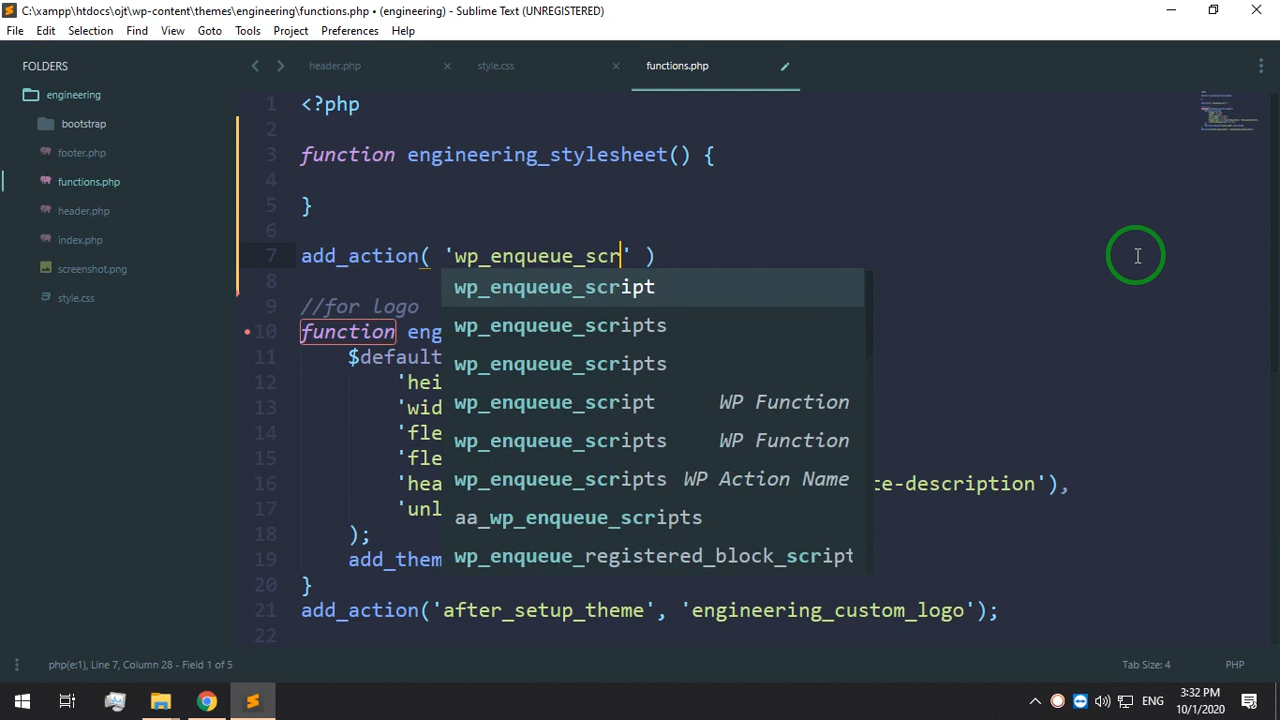 C:\xampp\htdocs\ojt\wp-content\themes\engineering\functions.php • (engineering) - Sublime Text (UNREGISTERED)
File Edit Selection Find View Goto Tools Project Preferences Help
FOLDERS
engineering
bootstrap
footer.php
functions.php
header.php
index.php
screenshot.png
style.css
header.php × style.css × functions.php
1 <?php
2
3 function engineering_stylesheet() {
4
5 }
6
7 add_action( 'wp_enqueue_scr' )
8
9 //for logo
10 function eng
11 $default
12 'hei
13 'wid
14 'fle
15 'fle
16 'hea te-description'),
17 'unl
18 );
19 add_them
20 }
21 add_action('after_setup_theme', 'engineering_custom_logo');
22
wp_enqueue_script
wp_enqueue_scripts
wp_enqueue_scripts
wp_enqueue_script WP Function
wp_enqueue_scripts WP Function
wp_enqueue_scripts WP Action Name
aa_wp_enqueue_scripts
wp_enqueue_registered_block_script
php(e:1), Line 7, Column 28 - Field 1 of 5 Tab Size: 4 PHP
ENG
3:32 PM
10/1/2020